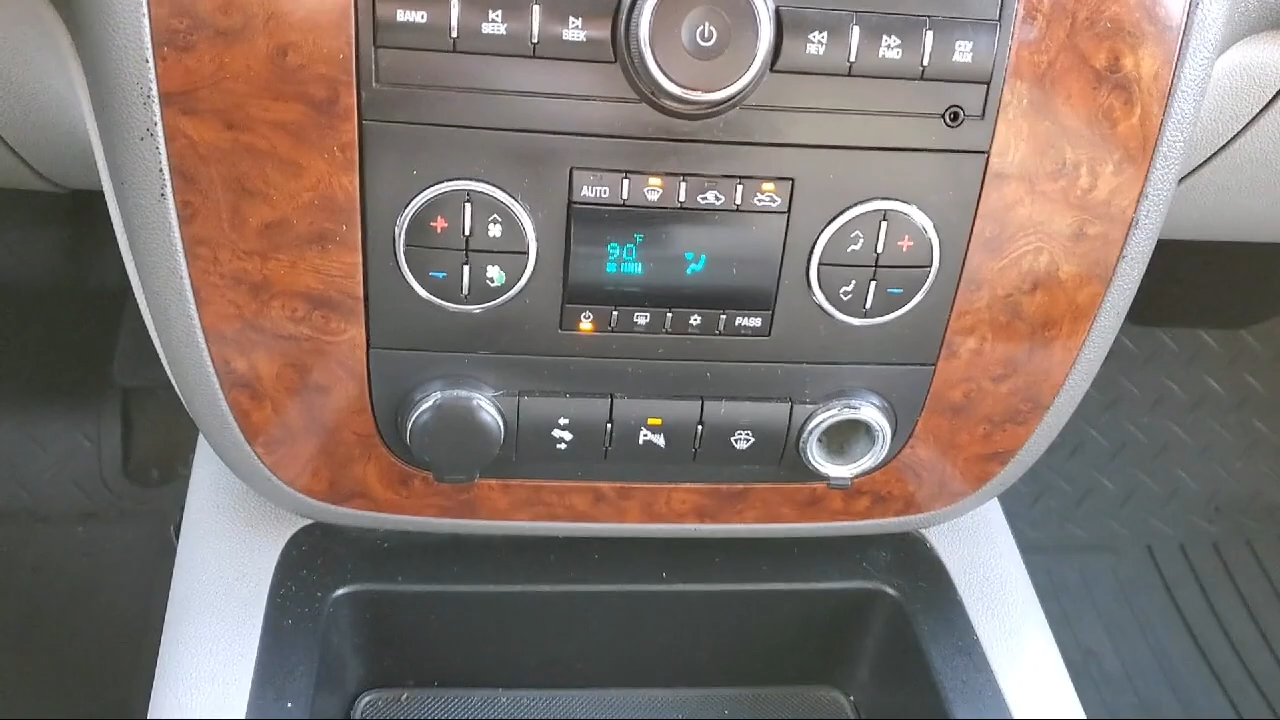 BAND
SEEK
SEEK
REV
FWD
CD/
AUX
AUTO
90°F
PASS
P